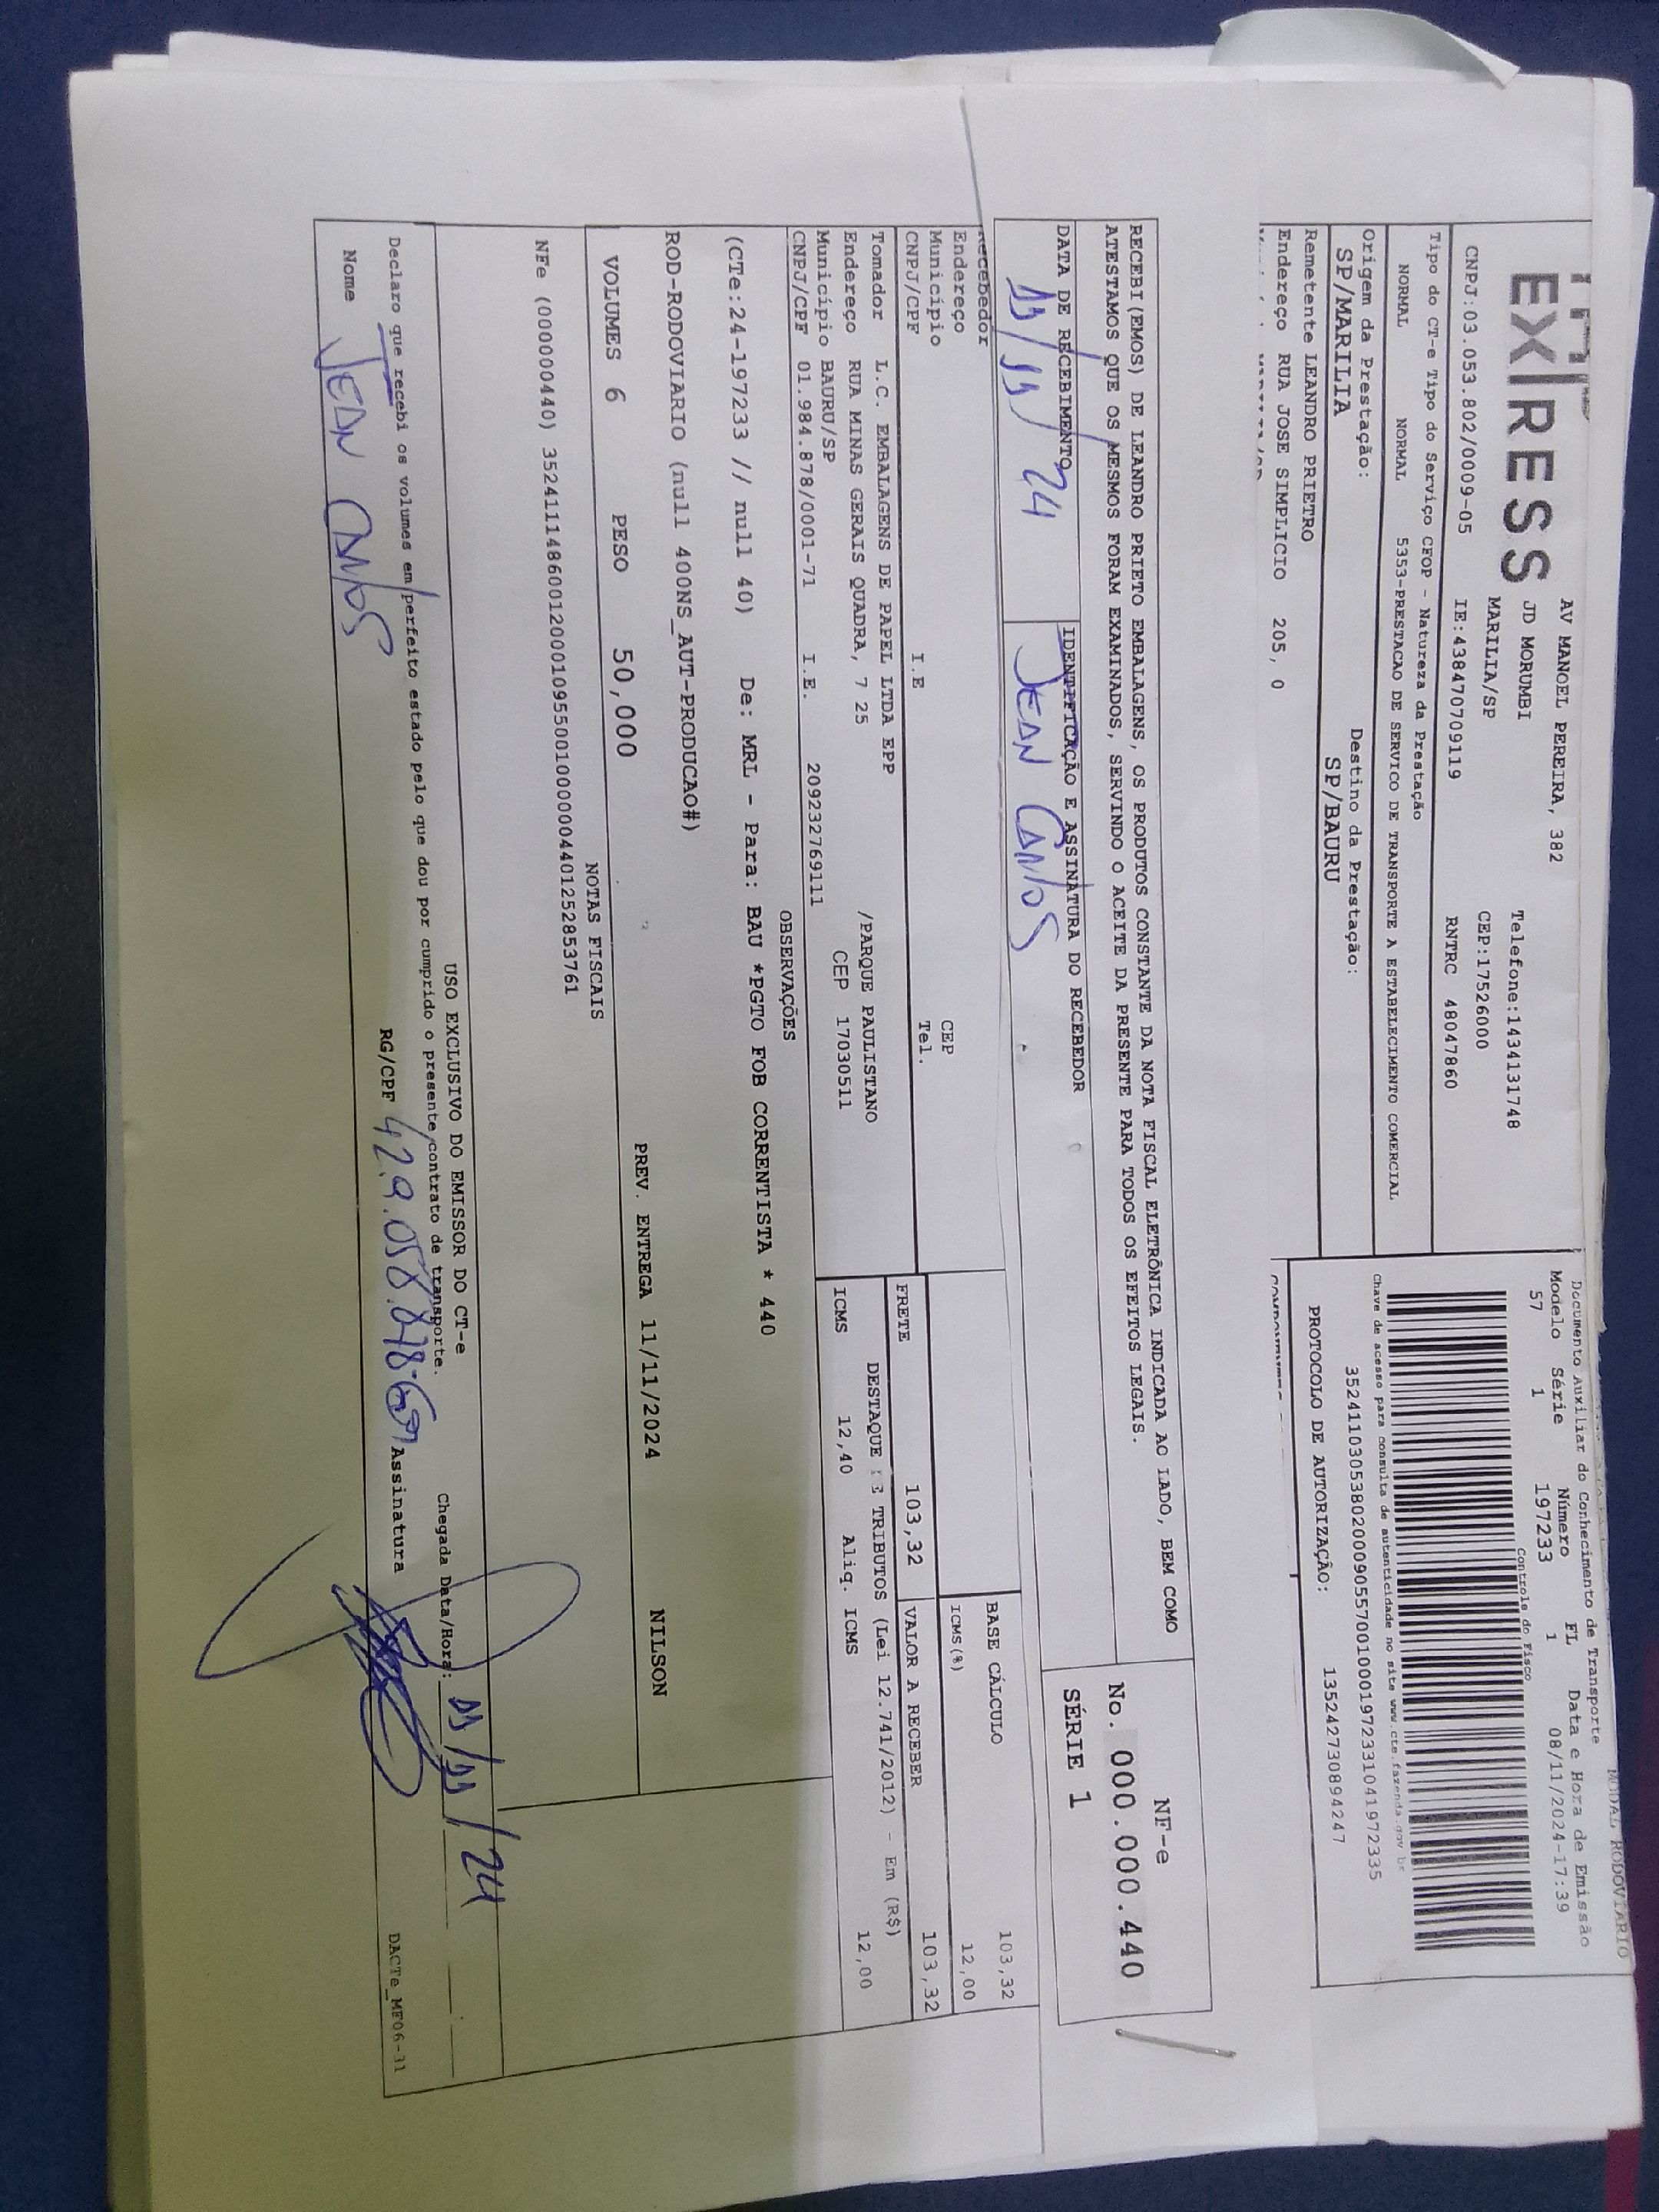 EXPRESS
AV MANOEL PEREIRA, 382
JD MORUMBI
MARILIA/SP
Telefone:1434131748
CEP:17526000
CNPJ:03.053.802/0009-05 IE:438470709119 RNTRC 48047860
MODAL RODOVIARIO
Documento Auxiliar do Conhecimento de Transporte
Modelo Série Número FL Data e Hora de Emissão
57 1 197233 1 08/11/2024-17:39
Controle do Fisco
Chave de acesso para consulta de autenticidade no site www.cte.fazenda.gov.br
PROTOCOLO DE AUTORIZAÇÃO: 135242730894247
Tipo do CT-e Tipo do Serviço CFOP - Natureza da Prestação
NORMAL NORMAL 5353-PRESTACAO DE SERVICO DE TRANSPORTE A ESTABELECIMENTO COMERCIAL
Origem da Prestação: Destino da Prestação:
SP/MARILIA SP/BAURU
Remetente LEANDRO PRIETRO
Endereço RUA JOSE SIMPLICIO 205, 0
RECEBI(EMOS) DE LEANDRO PRIETO EMBALAGENS, OS PRODUTOS CONSTANTE DA NOTA FISCAL ELETRÔNICA INDICADA AO LADO, BEM COMO
ATESTAMOS QUE OS MESMOS FORAM EXAMINADOS, SERVINDO O ACEITE DA PRESENTE PARA TODOS OS EFEITOS LEGAIS.
DATA DE RECEBIMENTO IDENTIFICAÇÃO E ASSINATURA DO RECEBEDOR
11/11/24 JEAN CARLOS
NF-e
No. 000.000.440
SÉRIE 1
Recebedor
Endereço
Município CEP
CNPJ/CPF I.E Tel.
BASE CÁLCULO 103,32
ICMS(%) 12,00
FRETE 103,32 VALOR A RECEBER 103,32
Tomador L.C. EMBALAGENS DE PAPEL LTDA EPP
Endereço RUA MINAS GERAIS QUADRA, 7 25 /PARQUE PAULISTANO
Município BAURU/SP CEP 17030511
CNPJ/CPF 01.984.878/0001-71 I.E. 209232769111
DESTAQUE TRIBUTOS (Lei 12.741/2012) - Em (R$)
ICMS 12,40 Aliq. ICMS 12,00
OBSERVAÇÕES
(CTe:24-197233 // null 40) De: MRL - Para: BAU *PGTO FOB CORRENTISTA * 440
ROD-RODOVIARIO (null 400NS_AUT-PRODUCAO#)
VOLUMES 6 PESO 50,000 PREV. ENTREGA 11/11/2024 NILSON
NOTAS FISCAIS
USO EXCLUSIVO DO EMISSOR DO CT-e
Declaro que recebi os volumes em perfeito estado pelo que dou por cumprido o presente contrato de transporte. Chegada Data/Hora: 11/11/24
Nome JEAN CARLOS RG/CPF Assinatura
DACTe_MF06-31